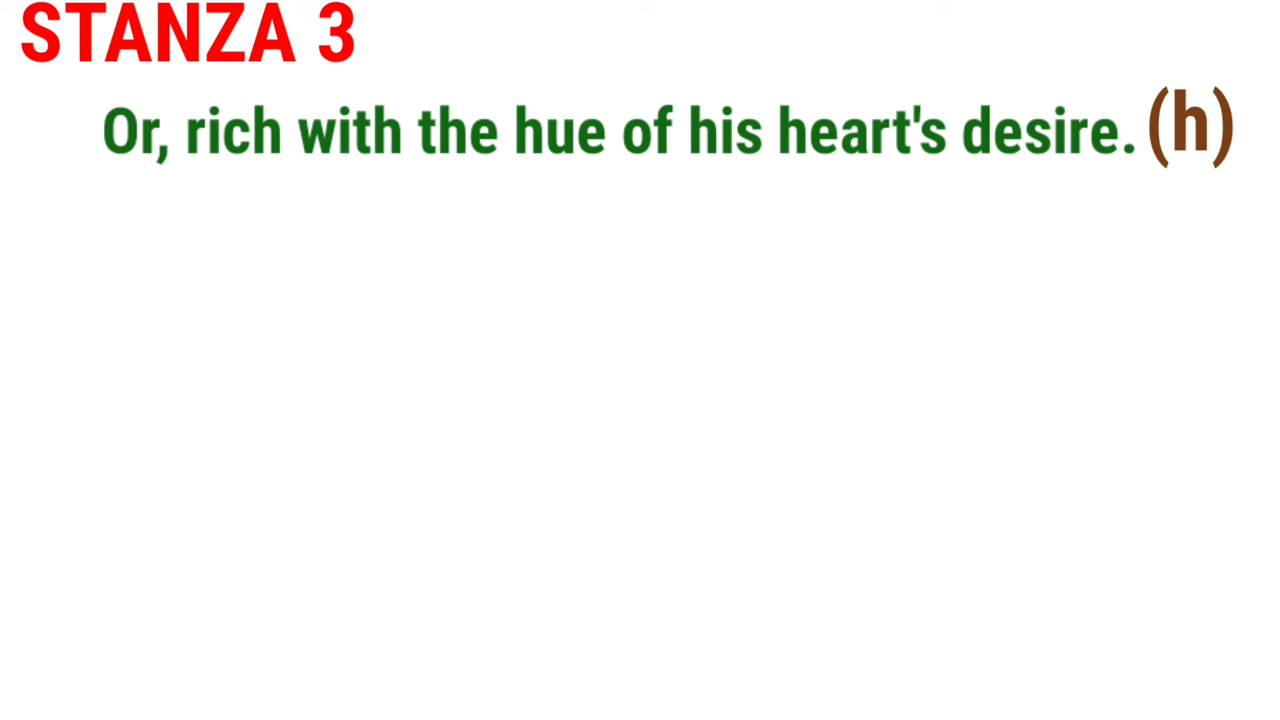 STANZA 3
Or, rich with the hue of his heart's desire. (h)